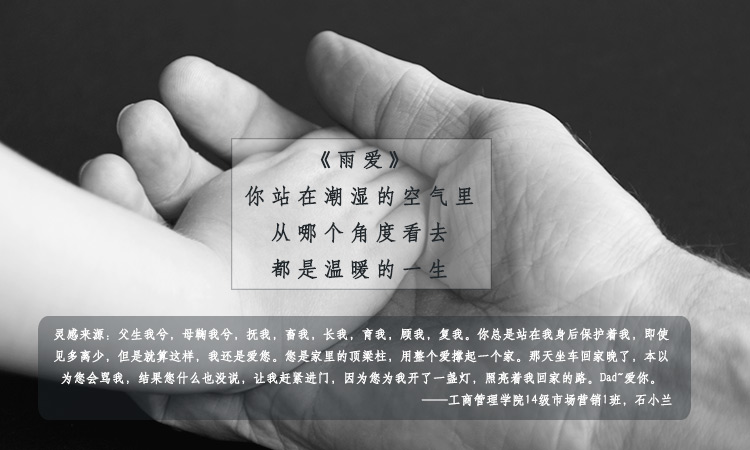 《雨爱》
你站在潮湿的空气里
从哪个角度看去
都是温暖的一生
灵感来源：父生我兮，母鞠我兮，抚我，畜我，长我，育我，顾我，复我。你总是站在我身后保护着我，即使
见多离少，但是就算这样，我还是爱您。您是家里的顶梁柱，用整个爱撑起一个家。那天坐车回家晚了，本以
为您会骂我，结果您什么也没说，让我赶紧进门，因为您为我开了一盏灯，照亮着我回家的路。Dad~爱你。
——工商管理学院14级市场营销1班，石小兰